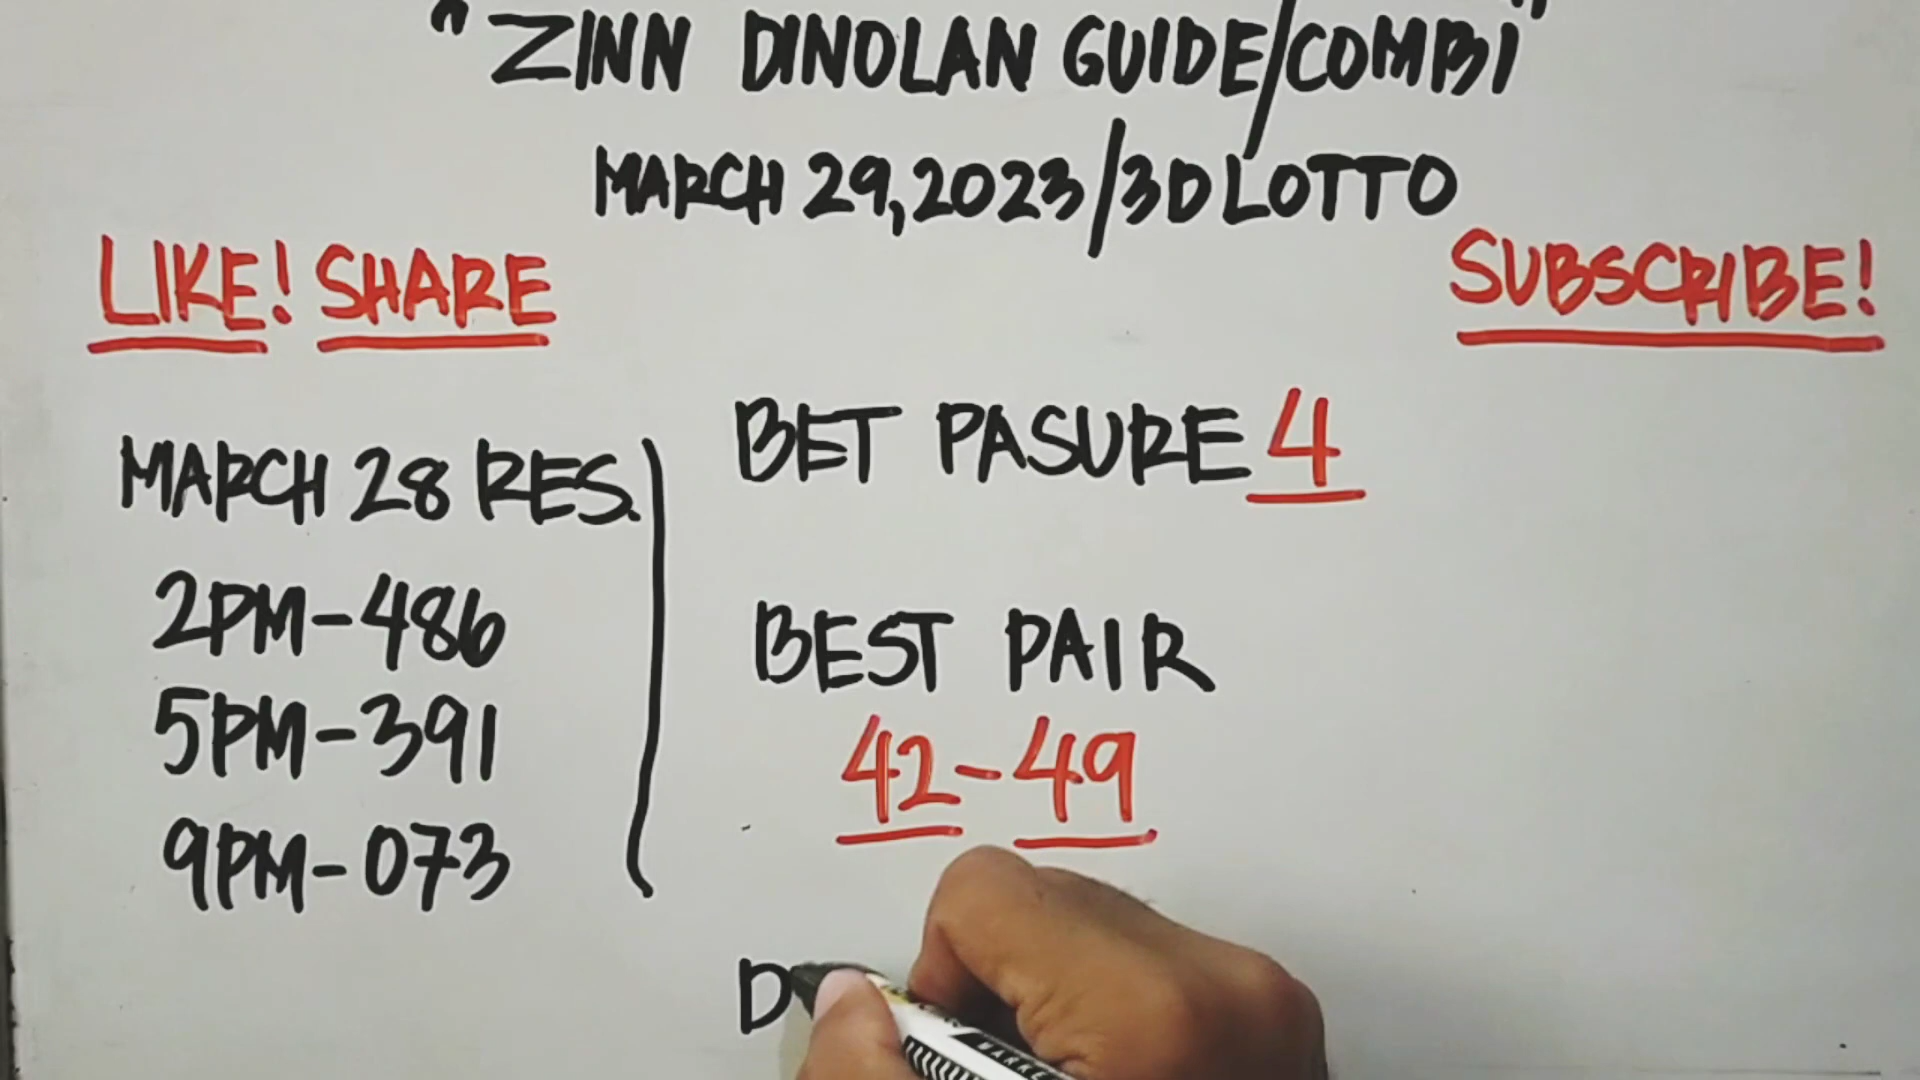 "ZINN DINOLAN GUIDE/COMBI"
MARCH 29,2023/3D LOTTO
LIKE! SHARE
SUBSCRIBE!
MARCH 28 RES.
2PM-486
5PM-391
9PM-073
BET PASURE 4
BEST PAIR
42-49
D